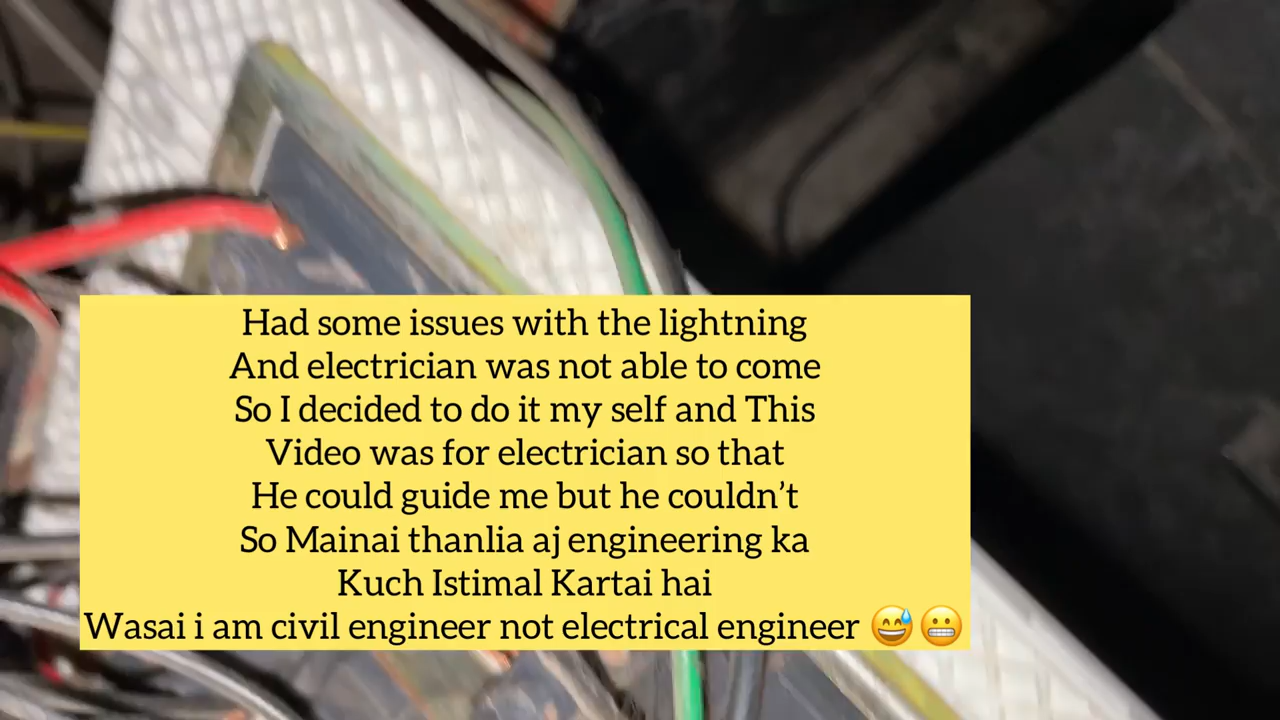 Had some issues with the lightning
And electrician was not able to come
So I decided to do it my self and This
Video was for electrician so that
He could guide me but he couldn’t
So Mainai thanlia aj engineering ka
Kuch Istimal Kartai hai
Wasai i am civil engineer not electrical engineer 😅😬